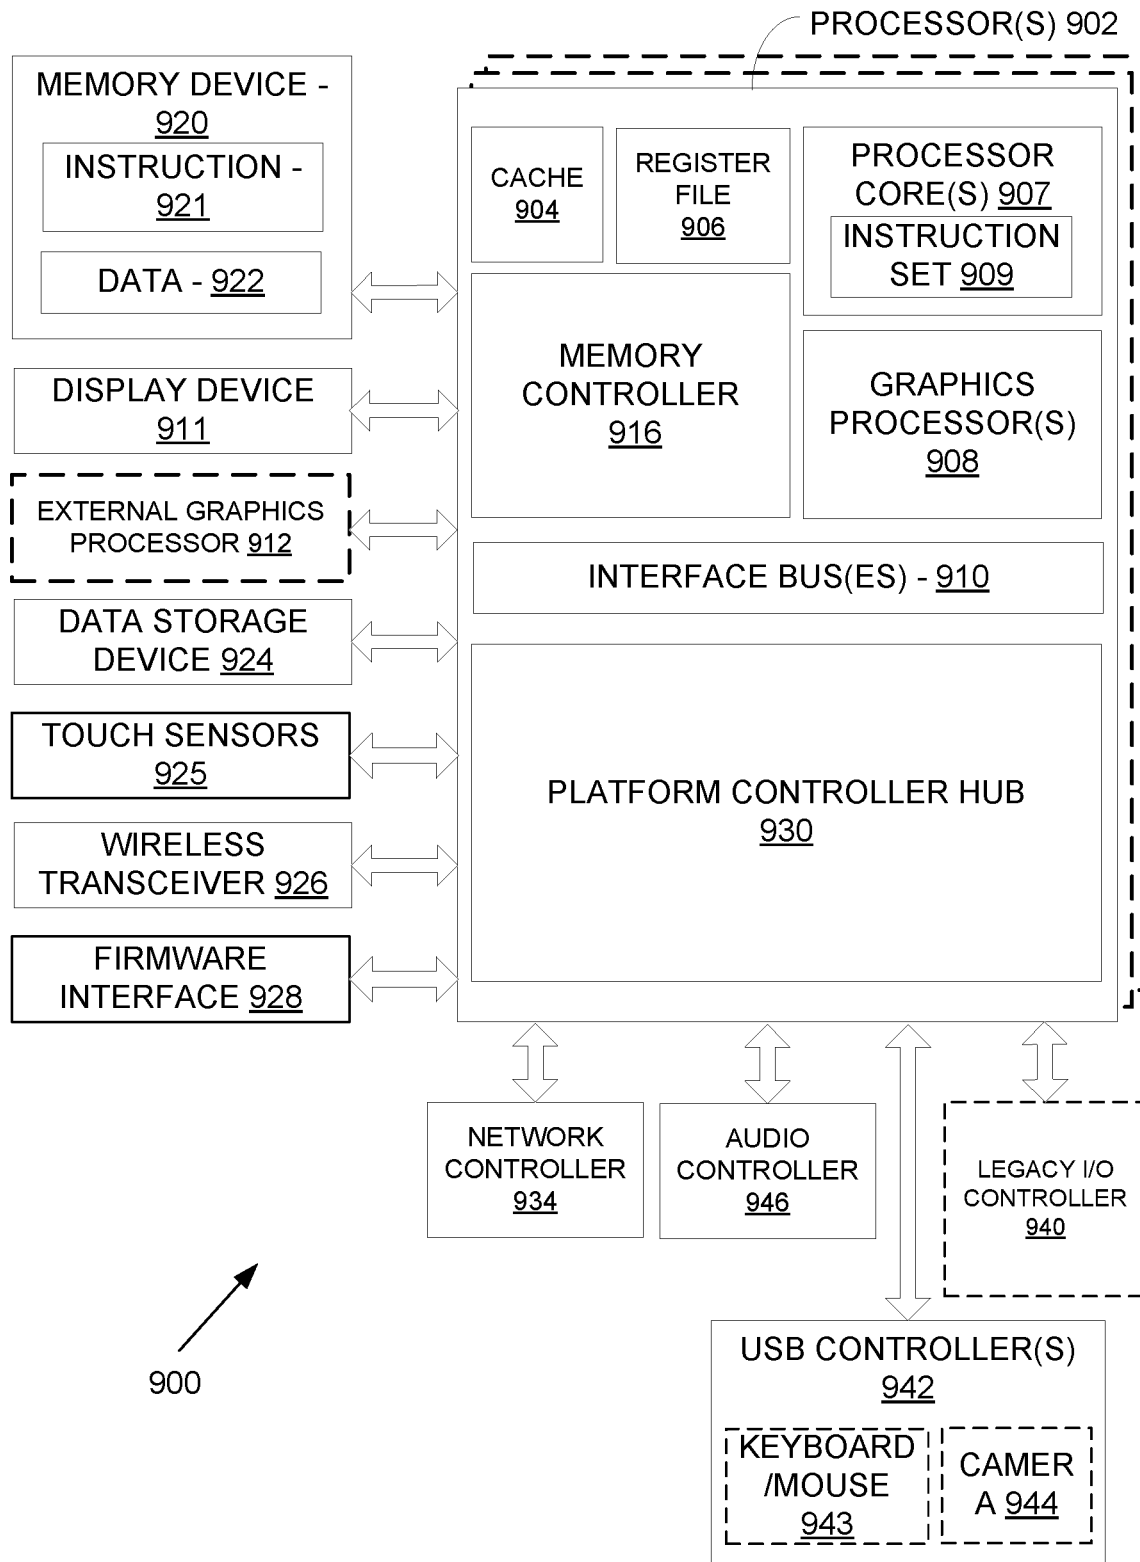 PROCESSOR(S) 902
MEMORY DEVICE -
920
INSTRUCTION -
921
DATA - 922
DISPLAY DEVICE
911
EXTERNAL GRAPHICS
PROCESSOR 912
DATA STORAGE
DEVICE 924
TOUCH SENSORS
925
WIRELESS
TRANSCEIVER 926
FIRMWARE
INTERFACE 928
CACHE
904
REGISTER
FILE
906
PROCESSOR
CORE(S) 907
INSTRUCTION
SET 909
MEMORY
CONTROLLER
916
GRAPHICS
PROCESSOR(S)
908
INTERFACE BUS(ES) - 910
PLATFORM CONTROLLER HUB
930
NETWORK
CONTROLLER
934
AUDIO
CONTROLLER
946
LEGACY I/O
CONTROLLER
940
900
USB CONTROLLER(S)
942
KEYBOARD
/MOUSE
943
CAMER
A 944